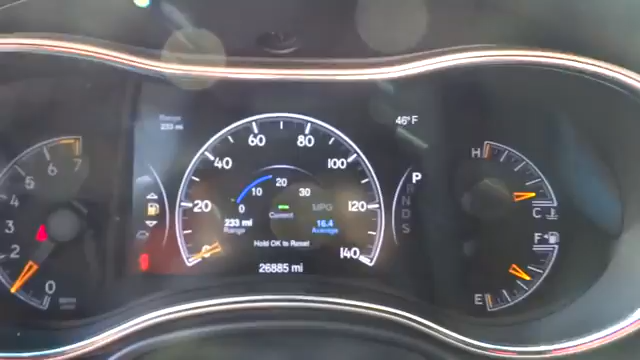 Range
233 mi
46°F
7
6
5
4
3
2
0
20
40
60
80
100
120
140
0
10
20
30
MPG
Current
233 mi
Range
16.4
Average
Hold OK to Reset
26885 mi
P
R
N
D
S
H
C
F
E